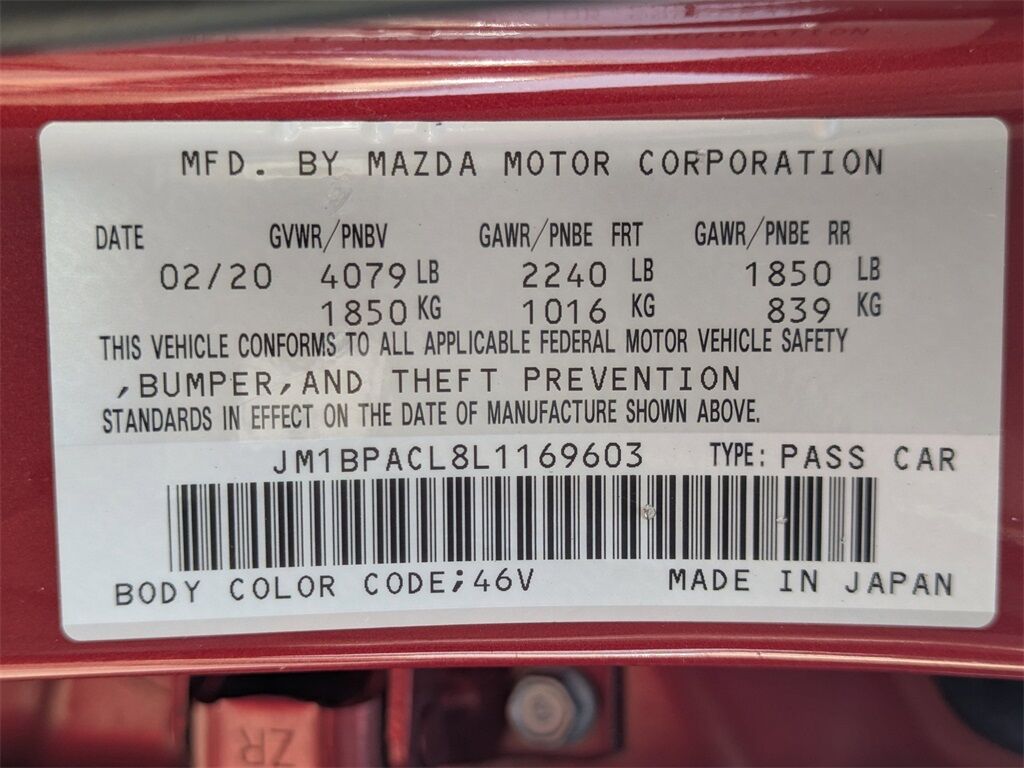 MFD. BY MAZDA MOTOR CORPORATION
DATE GVWR/PNBV GAWR/PNBE FRT GAWR/PNBE RR
02/20 4079 LB 2240 LB 1850 LB
1850 KG 1016 KG 839 KG
THIS VEHICLE CONFORMS TO ALL APPLICABLE FEDERAL MOTOR VEHICLE SAFETY
,BUMPER,AND THEFT PREVENTION
STANDARDS IN EFFECT ON THE DATE OF MANUFACTURE SHOWN ABOVE.
JM1BPACL8L1169603 TYPE: PASS CAR
BODY COLOR CODE;46V MADE IN JAPAN
ZR